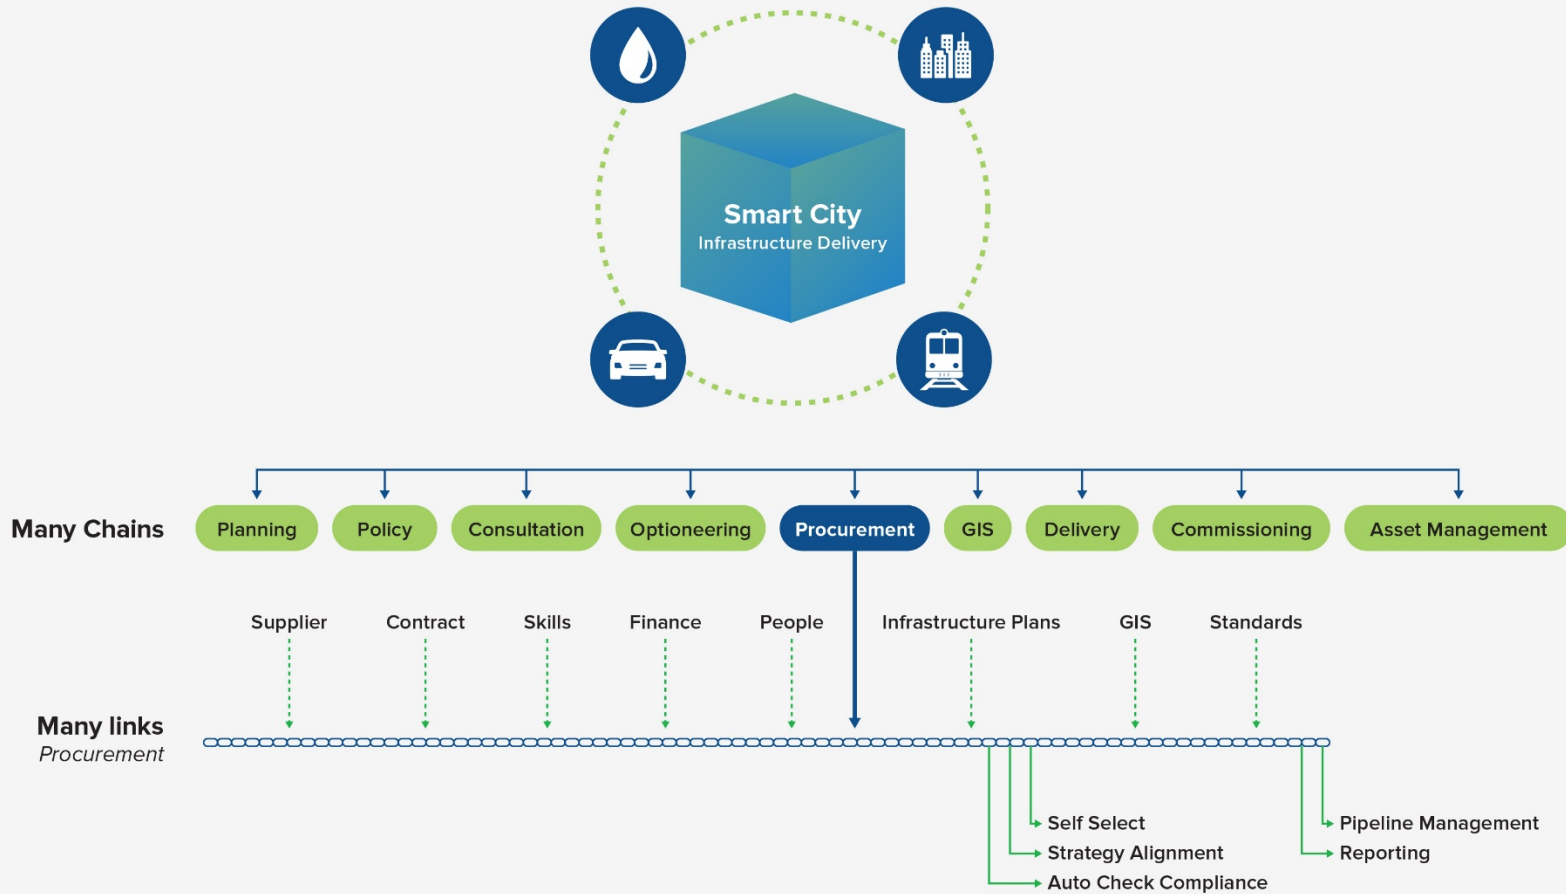 Smart City
Infrastructure Delivery
Many Chains
Planning
Policy
Consultation
Optioneering
Procurement
GIS
Delivery
Commissioning
Asset Management
Supplier
Contract
Skills
Finance
People
Infrastructure Plans
GIS
Standards
Many links
Procurement
Self Select
Strategy Alignment
Auto Check Compliance
Pipeline Management
Reporting